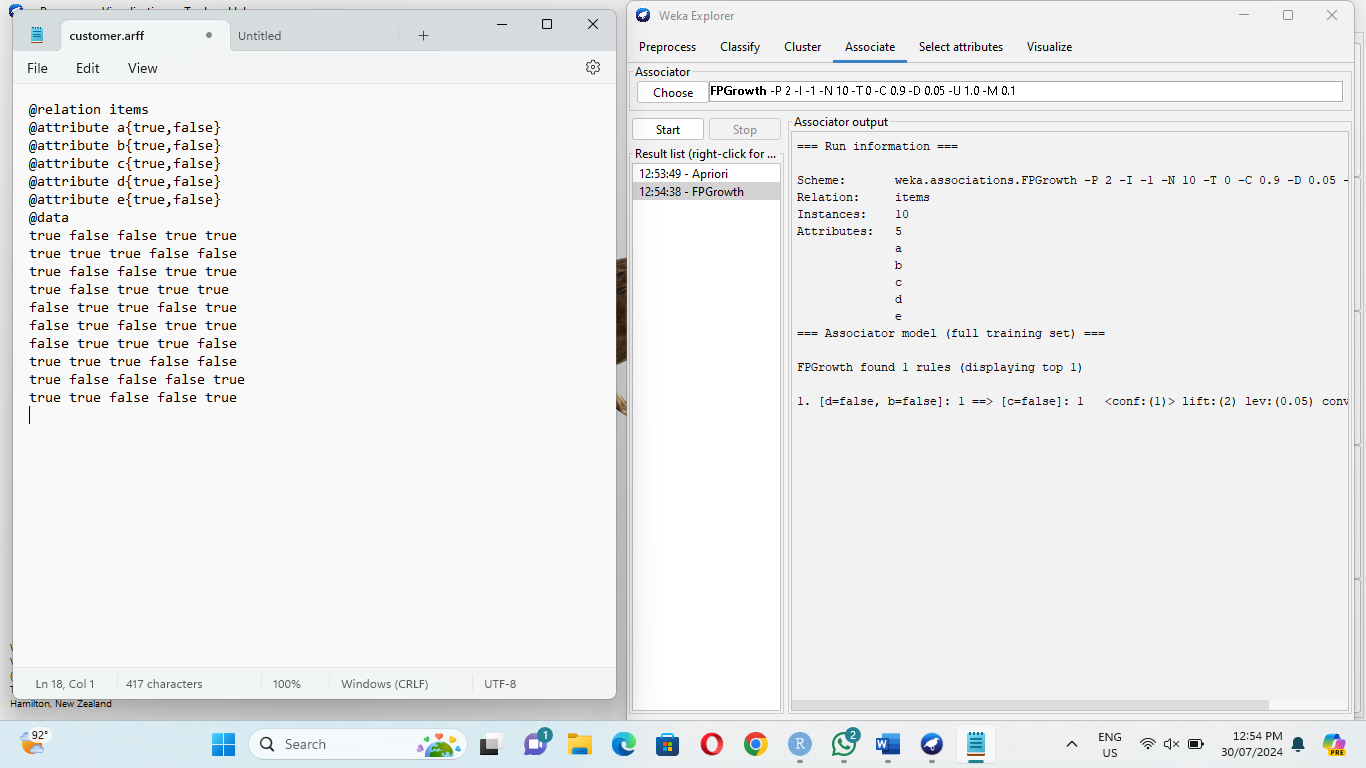 customer.arff
Untitled
File Edit View
@relation items
@attribute a{true,false}
@attribute b{true,false}
@attribute c{true,false}
@attribute d{true,false}
@attribute e{true,false}
@data
true false false true true
true true true false false
true false false true true
true false true true true
false true true false true
false true false true true
false true true true false
true true true false false
true false false false true
true true false false true
Ln 18, Col 1 417 characters 100% Windows (CRLF) UTF-8
Hamilton, New Zealand
Weka Explorer
Preprocess Classify Cluster Associate Select attributes Visualize
Associator
Choose FPGrowth -P 2 -I -1 -N 10 -T 0 -C 0.9 -D 0.05 -U 1.0 -M 0.1
Start Stop
Result list (right-click for ...
12:53:49 - Apriori
12:54:38 - FPGrowth
Associator output
=== Run information ===
Scheme: weka.associations.FPGrowth -P 2 -I -1 -N 10 -T 0 -C 0.9 -D 0.05 -
Relation: items
Instances: 10
Attributes: 5
a
b
c
d
e
=== Associator model (full training set) ===
FPGrowth found 1 rules (displaying top 1)
1. [d=false, b=false]: 1 ==> [c=false]: 1 <conf:(1)> lift:(2) lev:(0.05) conv
92°
Search
1
2
ENG
US
12:54 PM
30/07/2024
PRE